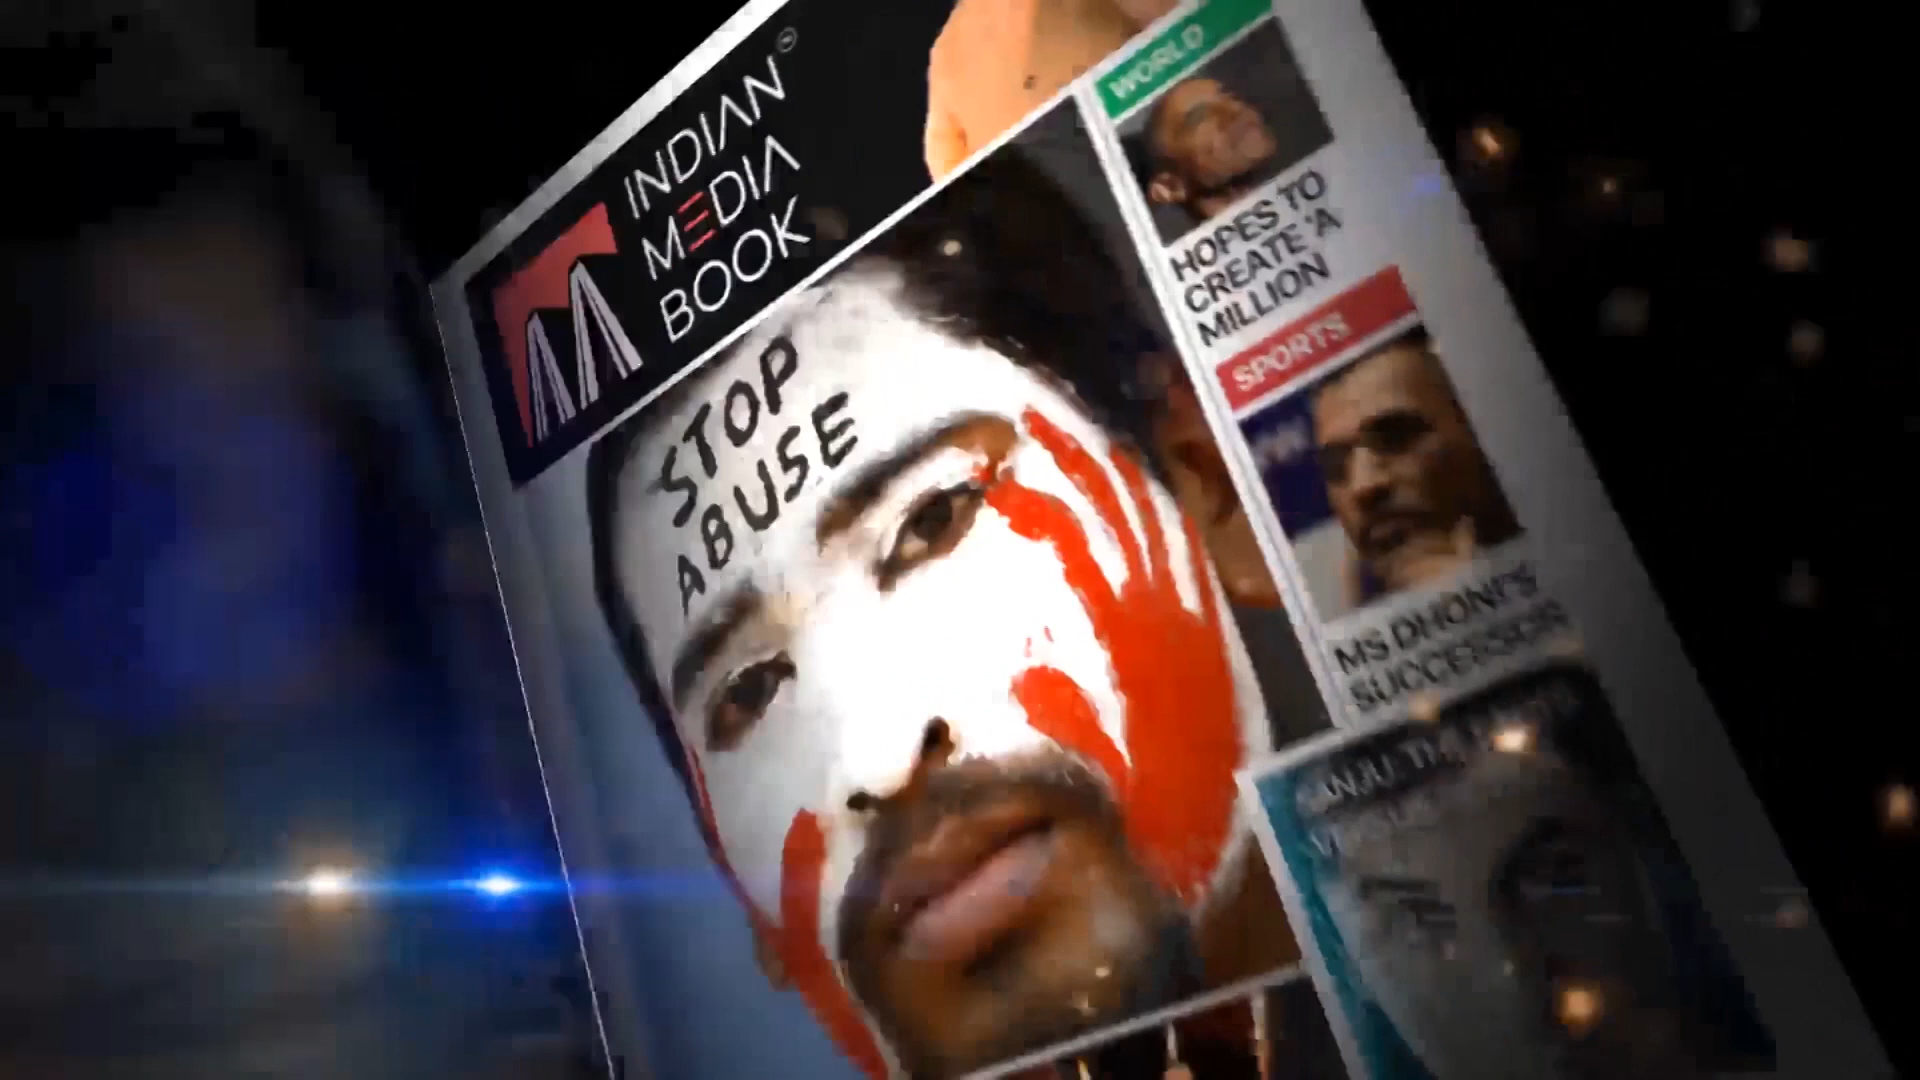 INDIAN
MEDIA
BOOK
STOP
ABUSE
WORLD
HOPES TO
CREATE 'A
MILLION
SPORTS
MS DHONI'S
SUCCESSOR